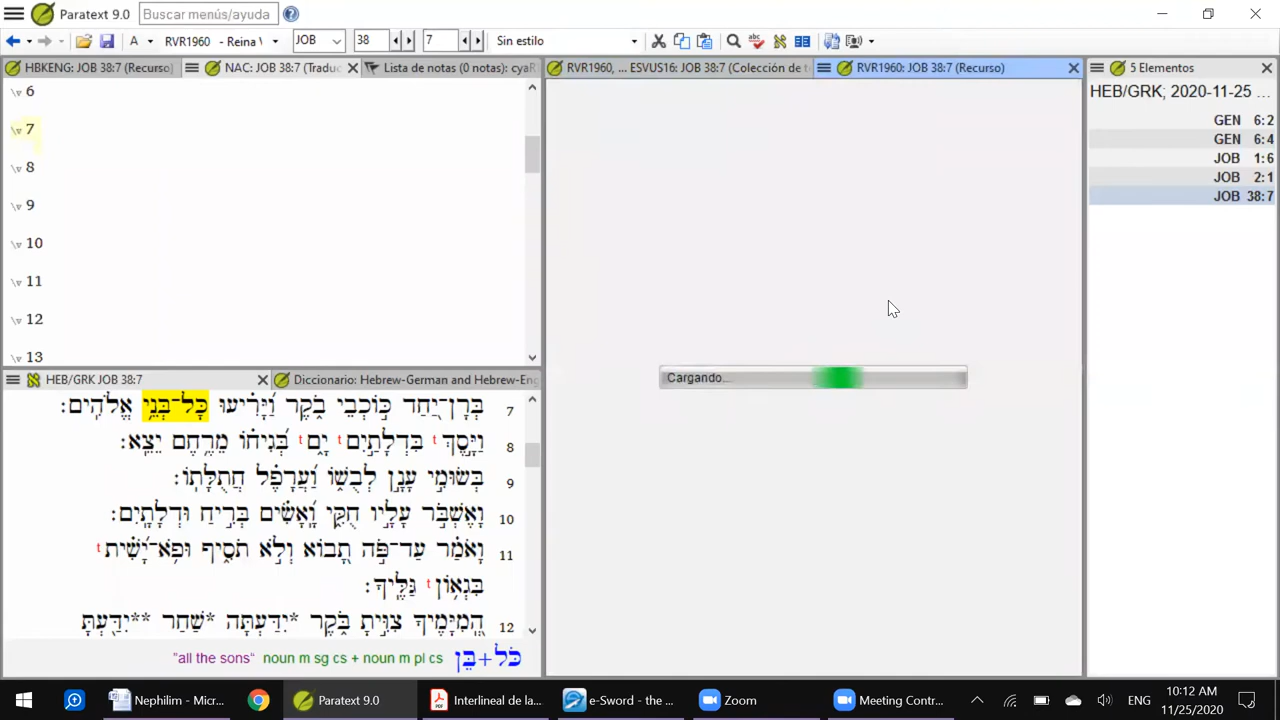 Paratext 9.0
Buscar menús/ayuda
A
RVR1960 - Reina \
JOB
38
7
Sin estilo
HBKENG: JOB 38:7 (Recurso)
NAC: JOB 38:7 (Traduc
Lista de notas (0 notas): cyaR
RVR1960, ... ESVUS16: JOB 38:7 (Colección de te
RVR1960: JOB 38:7 (Recurso)
5 Elementos
\v 6
\v 7
\v 8
\v 9
\v 10
\v 11
\v 12
13
Cargando...
HEB/GRK; 2020-11-25 ...
GEN 6:2
GEN 6:4
JOB 1:6
JOB 2:1
JOB 38:7
HEB/GRK JOB 38:7
Diccionario: Hebrew-German and Hebrew-Eng
7 בְּרׇן־יַ֭חַד כּ֣וֹכְבֵי בֹ֑קֶר וַ֝יָּרִ֗יעוּ כׇּל־בְּנֵ֥י אֱלֹהִֽים׃
8 וַיָּ֣סֶךְ t בִּדְלָתַ֣יִם t יָ֑ם t בְּ֝גִיח֗וֹ מֵרֶ֥חֶם יֵצֵֽא׃
9 בְּשׂוּמִ֣י עָנָ֣ן לְבֻשׁ֑וֹ וַ֝עֲרָפֶ֗ל חֲתֻלָּתֽוֹ׃
10 וָאֶשְׁבֹּ֣ר עָלָ֣יו חֻקִּ֑י וָֽ֝אָשִׂ֗ים בְּרִ֣יחַ וּדְלָתָֽיִם׃
11 וָאֹמַ֗ר עַד־פֹּ֣ה תָ֭בוֹא וְלֹ֣א תֹסִ֑יף וּפֹ֥א־יָ֝שִׁ֗ית t
בִּגְא֥וֹן t גַּלֶּֽיךָ׃
12 הְֽ֭מִיָּמֶיךָ צִוִּ֣יתָ בֹּ֑קֶר *יִדַּעְתָּה *שַׁחַר **יִדַּ֖עְתָּ
"all the sons" noun m sg cs + noun m pl cs כֹּל+בֵּן
Nephilim - Micr...
Paratext 9.0
Interlineal de la...
e-Sword - the ...
Zoom
Meeting Contr...
ENG
10:12 AM
11/25/2020